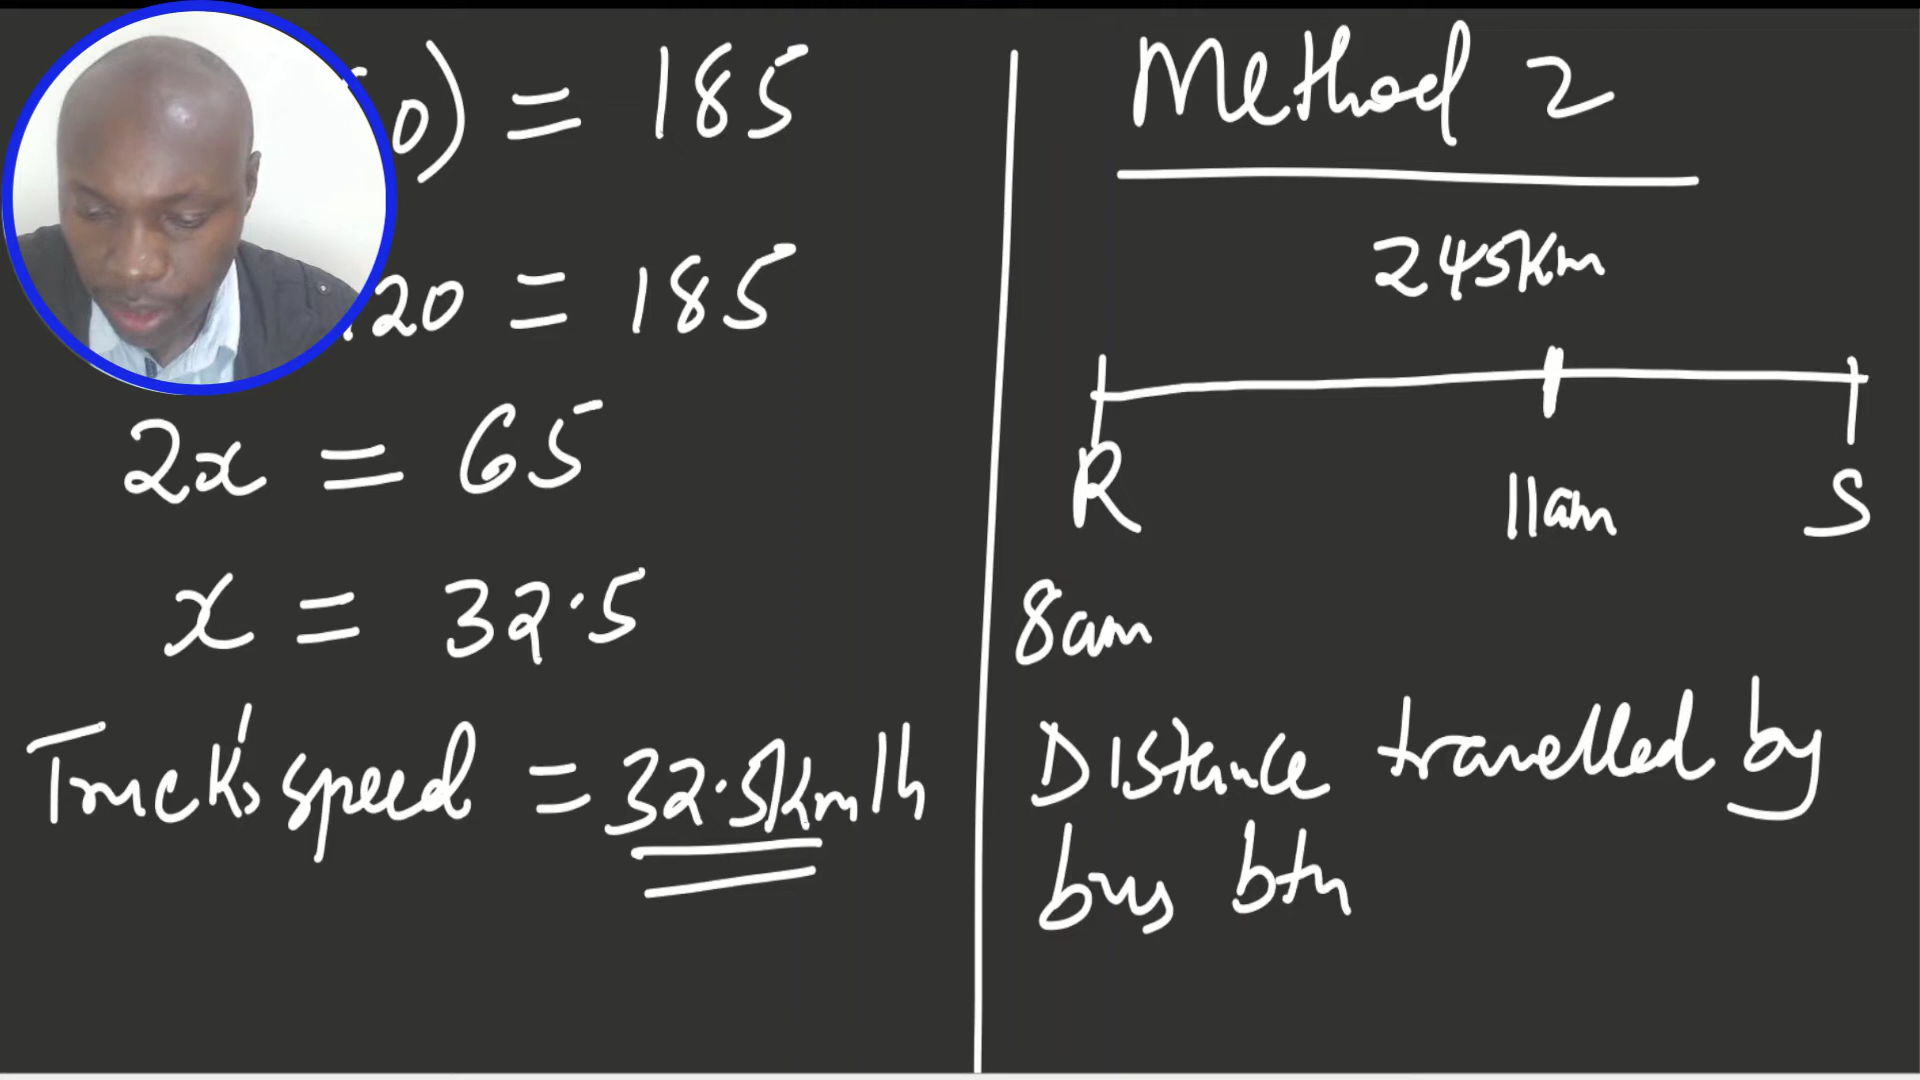 0) = 185
20 = 185
2x = 65
x = 32.5
Truck's speed = 32.5Km/h
Method 2
245Km
R 11am S
8am
Distance travelled by
bus btn